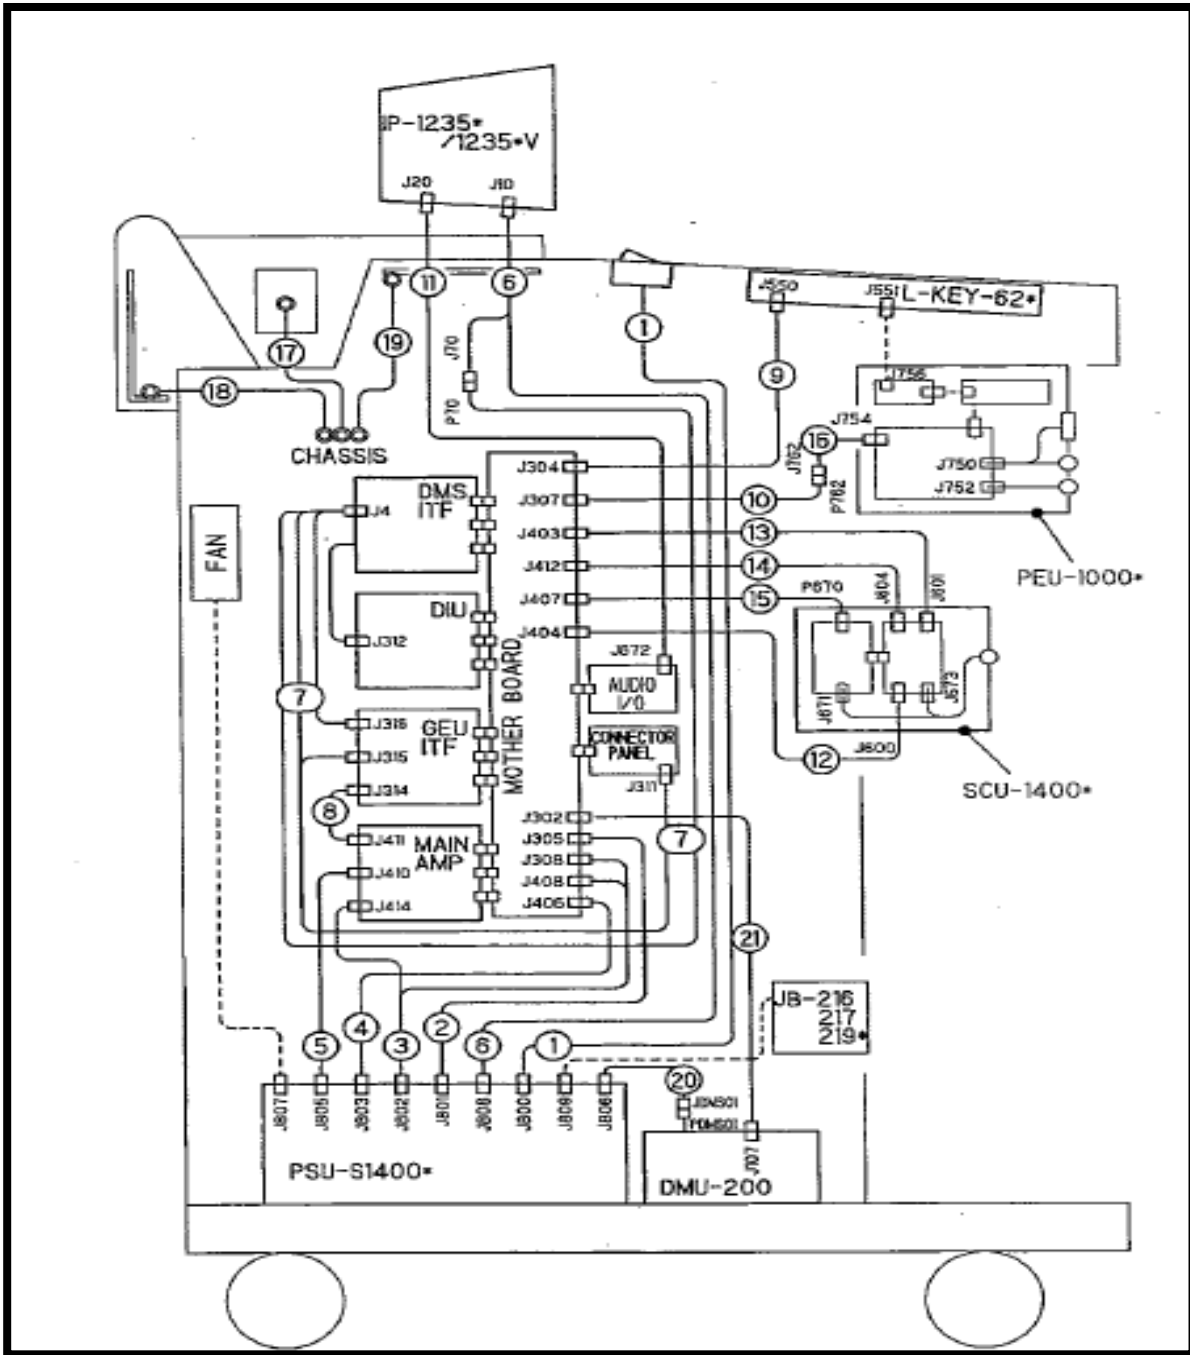 IP-1235*
/1235*V
J20
J10
11
6
J550
J551
L-KEY-62*
1
17
19
J70
18
9
J756
P70
J754
16
CHASSIS
J762
J304
J750
DMS
ITF
J307
10
P762
J752
J4
J403
13
FAN
J412
14
PEU-1000*
J407
15
P670
J604
J601
DIU
J312
J404
J672
MOTHER BOARD
AUDIO
I/O
J671
J673
7
J316
GEU
ITF
CONNECTOR
PANEL
J315
12
J600
J311
J314
SCU-1400*
8
J302
J411
MAIN
AMP
J305
7
J308
J410
J408
J414
J406
21
JB-216
217
219*
5
4
3
2
6
1
20
JDMS01
PDMS01
J807
J805
J803
J802
J801
J808
J800
J809
J806
J107
PSU-S1400*
DMU-200